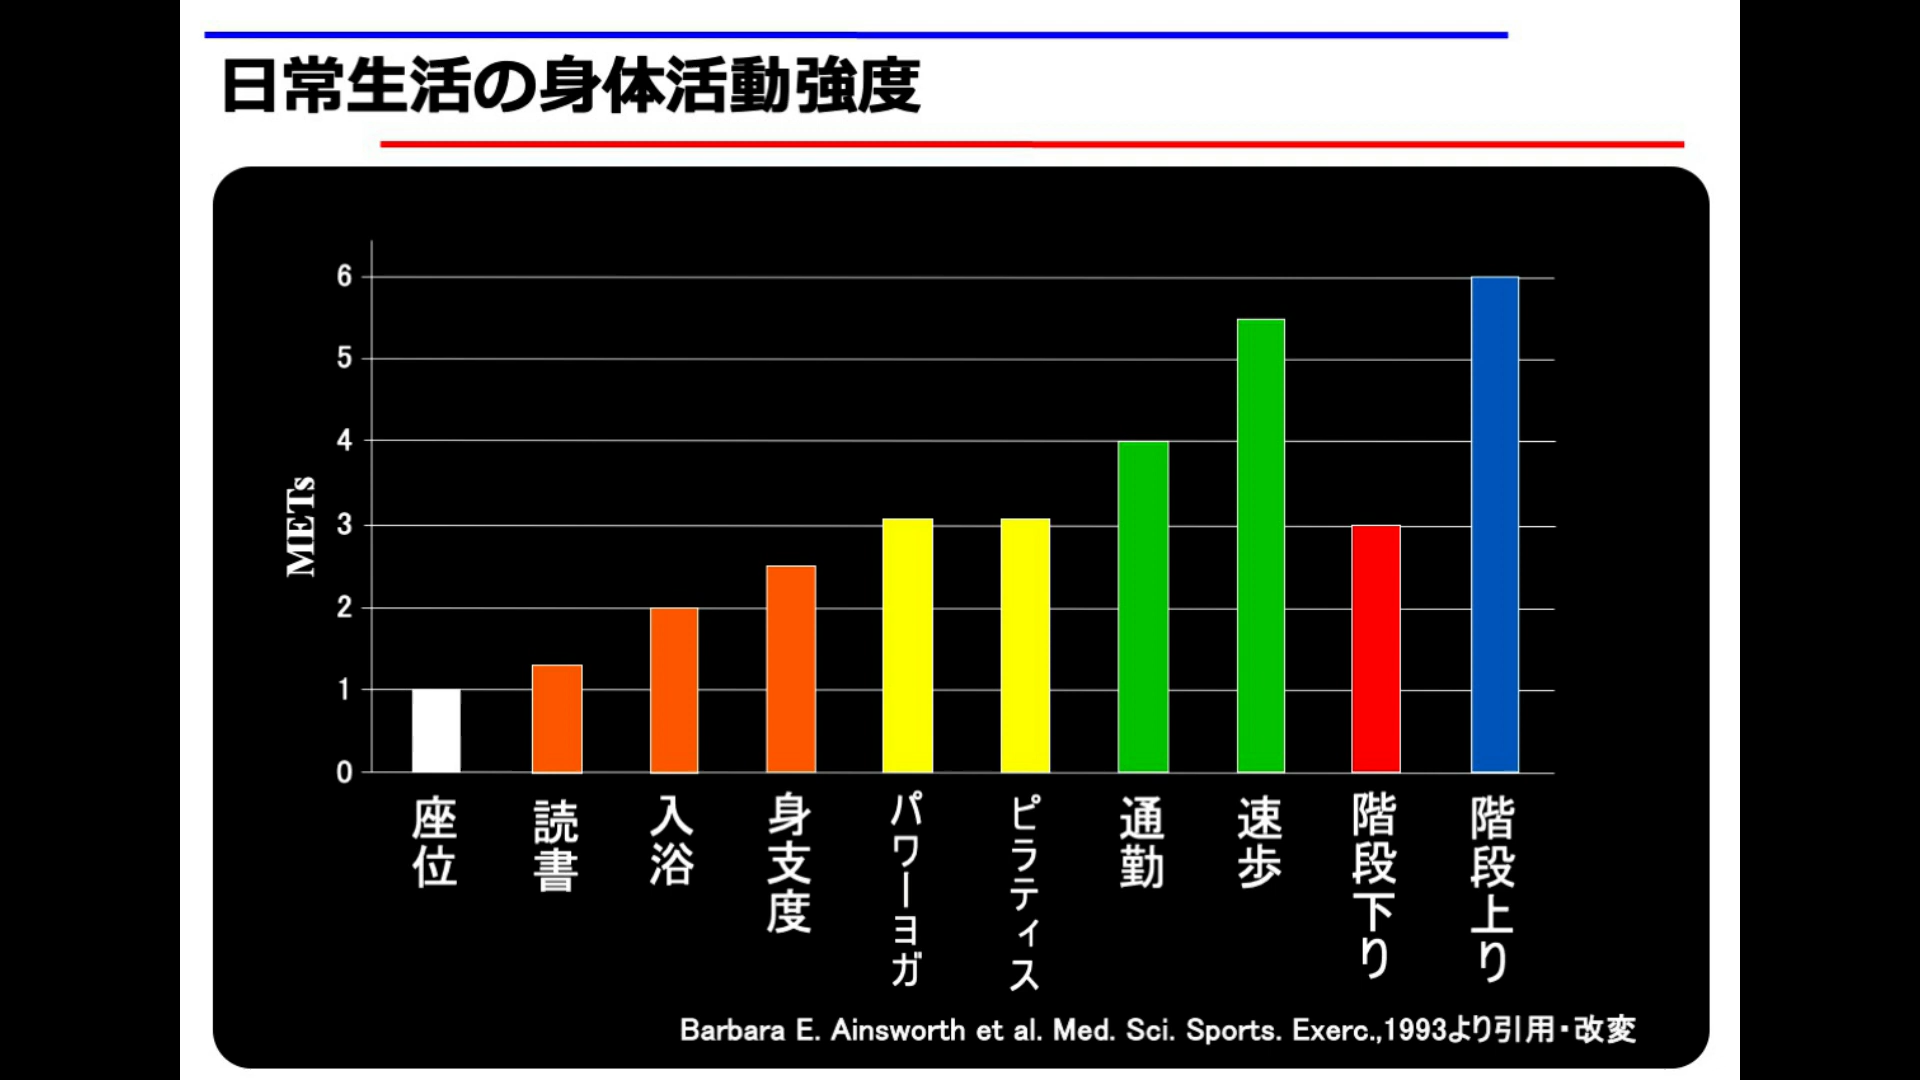 日常生活の身体活動強度
6
5
4
3
2
1
0
METs
座位
読書
入浴
身支度
パワーヨガ
ピラティス
通勤
速歩
階段下り
階段上り
Barbara E. Ainsworth et al. Med. Sci. Sports. Exerc.,1993より引用・改変